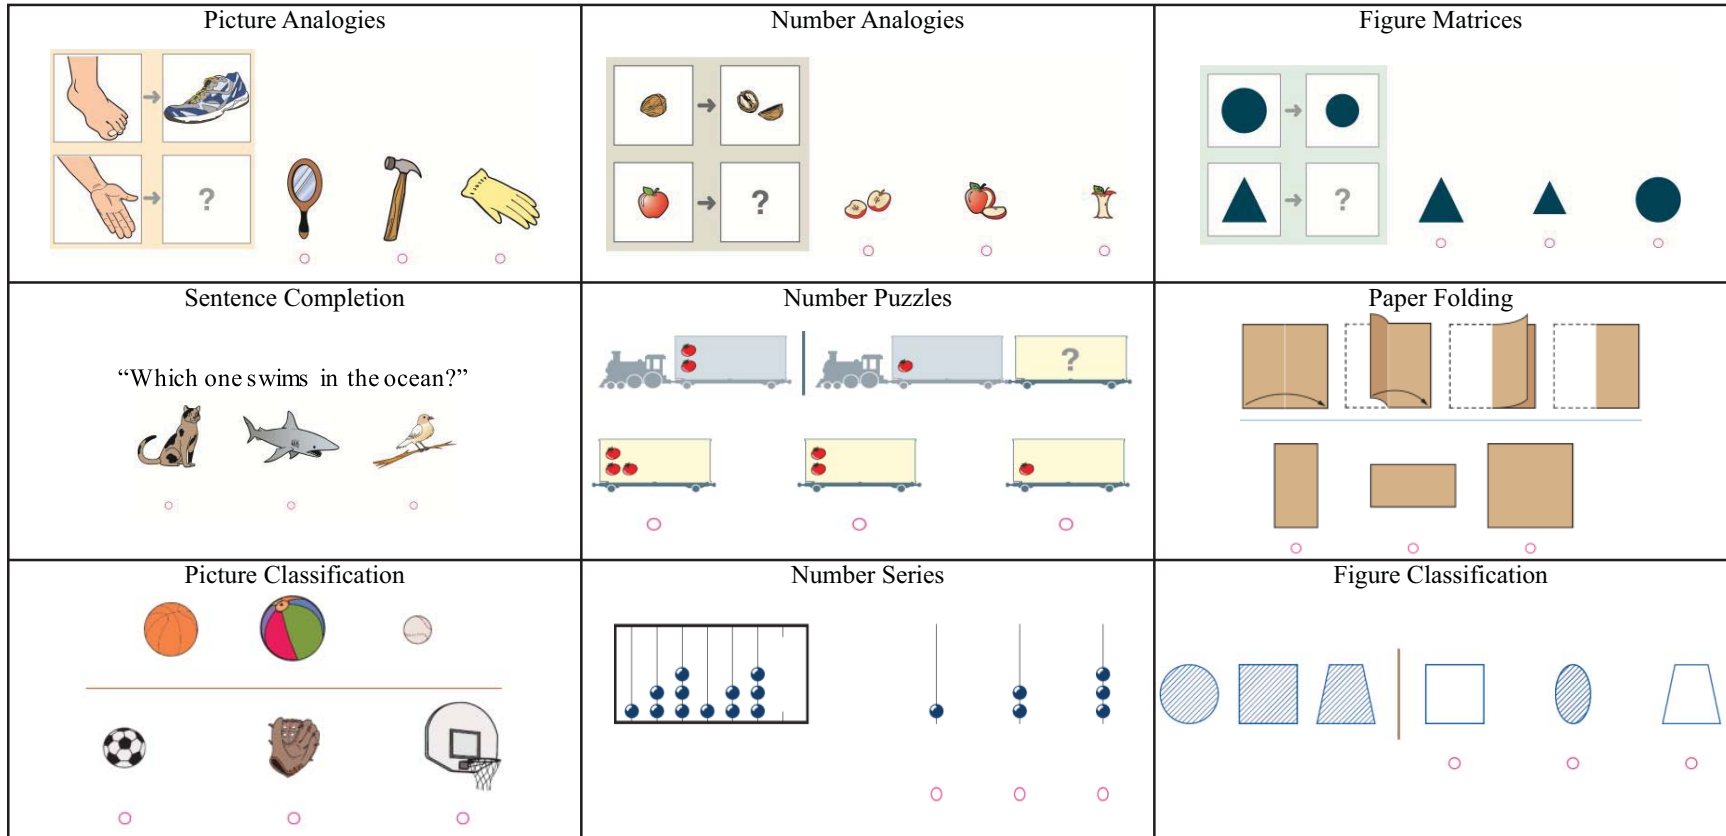 Picture Analogies
Number Analogies
Figure Matrices
?
?
?
Sentence Completion
Number Puzzles
Paper Folding
“Which one swims in the ocean?”
?
Picture Classification
Number Series
Figure Classification